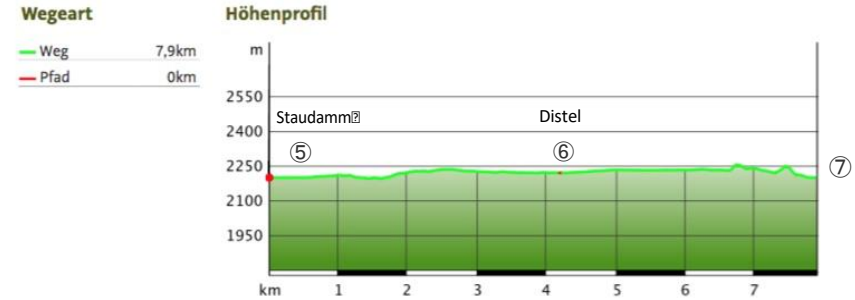 Wegeart
Weg 7,9km
Pfad 0km
Höhenprofil
m
2550
Staudamm⍰ Distel
2400
⑤ ⑥
2250 ⑦
2100
1950
km 1 2 3 4 5 6 7